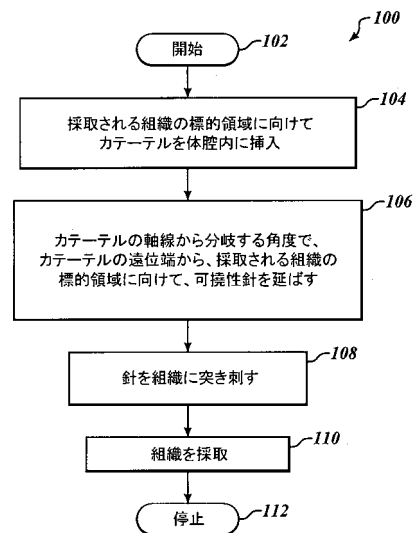 100
開始
102
104
採取される組織の標的領域に向けて
カテーテルを体腔内に挿入
106
カテーテルの軸線から分岐する角度で、
カテーテルの遠位端から、採取される組織の
標的領域に向けて、可撓性針を延ばす
108
針を組織に突き刺す
110
組織を採取
停止
112